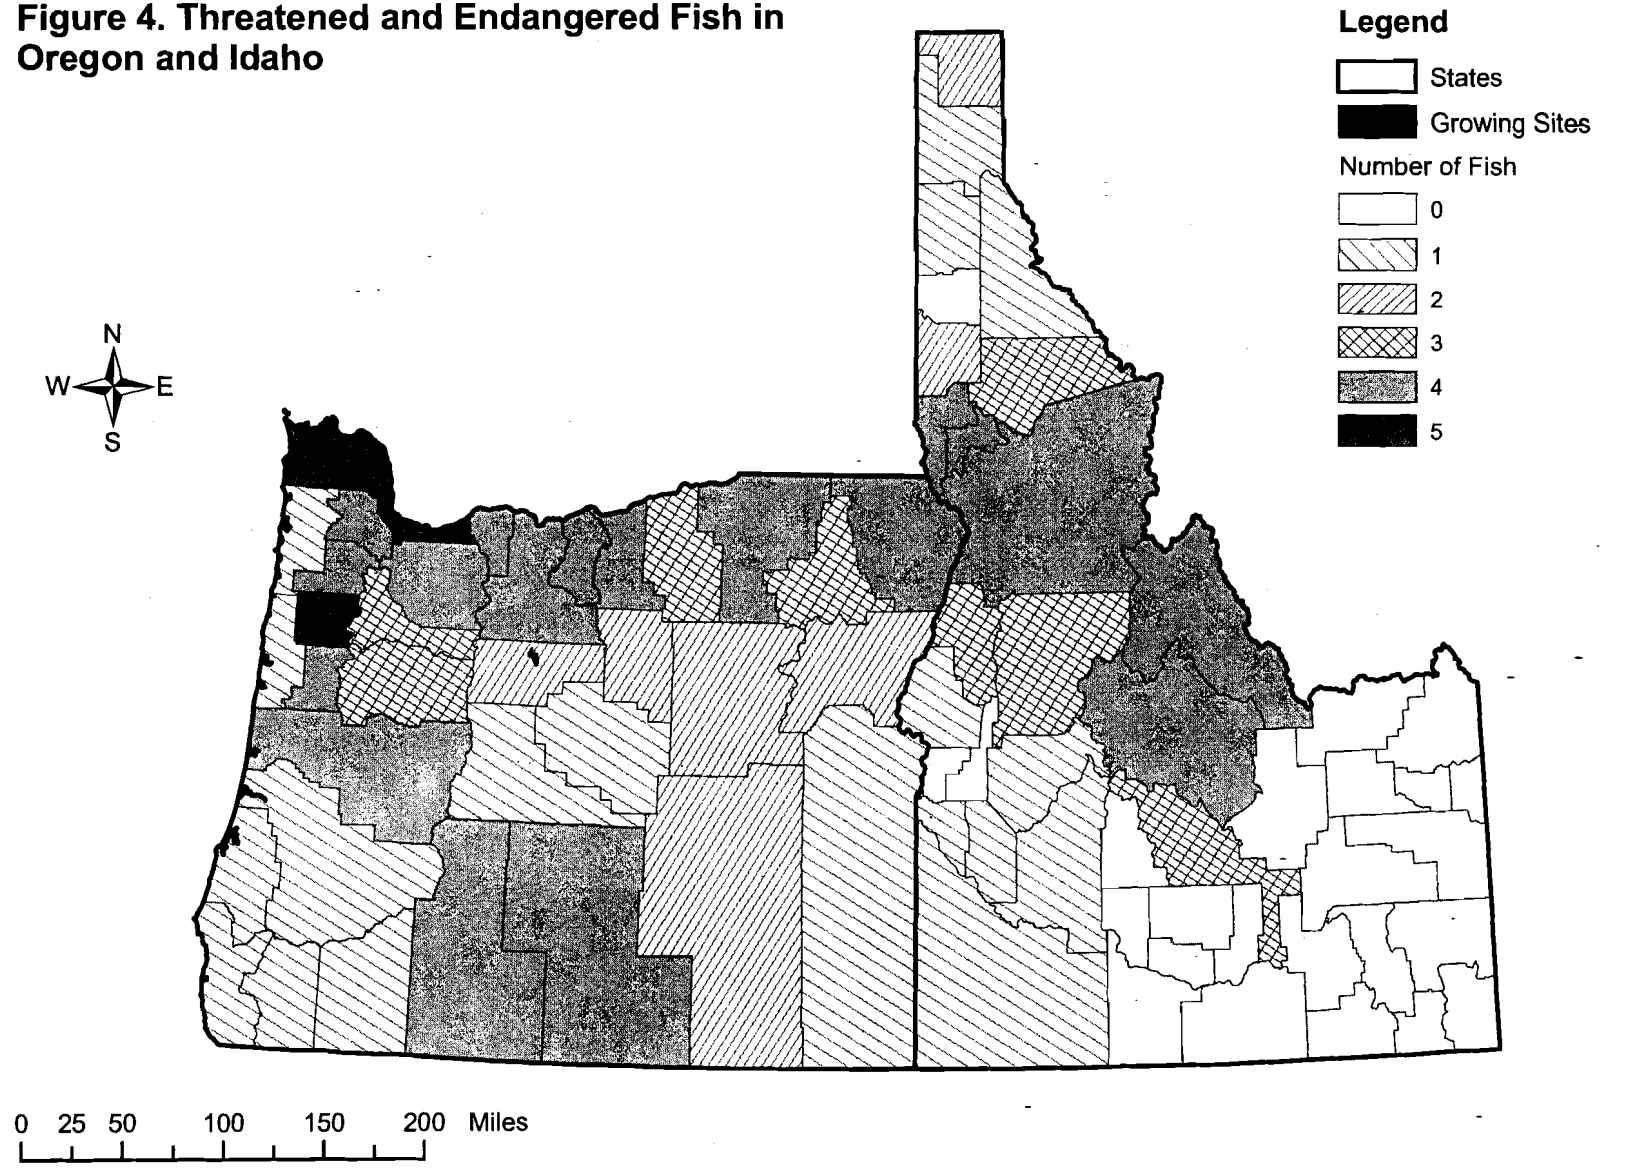 Figure 4. Threatened and Endangered Fish in
Oregon and Idaho
Legend
States
Growing Sites
Number of Fish
0
1
2
3
4
5
N
W E
S
0 25 50 100 150 200 Miles